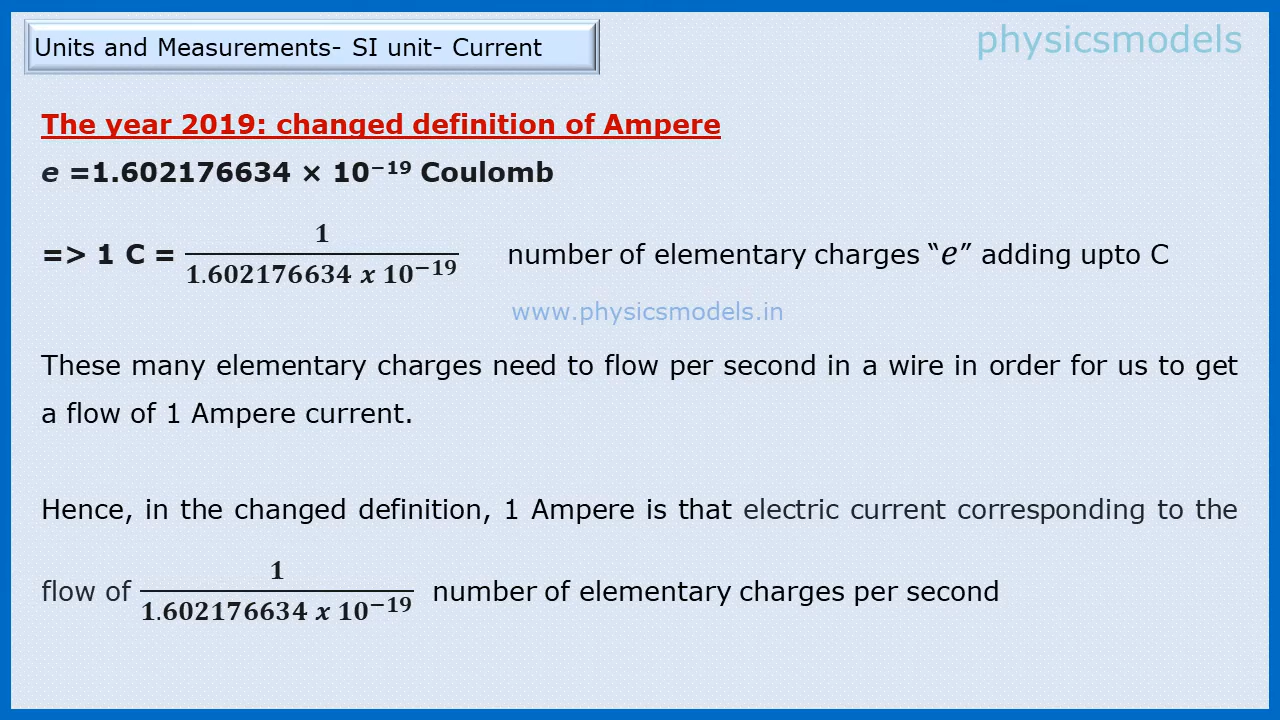 Units and Measurements- SI unit- Current
physicsmodels
The year 2019: changed definition of Ampere
e =1.602176634 × 10⁻¹⁹ Coulomb
=> 1 C = 1 / 1.602176634 x 10⁻¹⁹ number of elementary charges “e” adding upto C
www.physicsmodels.in
These many elementary charges need to flow per second in a wire in order for us to get
a flow of 1 Ampere current.
Hence, in the changed definition, 1 Ampere is that electric current corresponding to the
flow of 1 / 1.602176634 x 10⁻¹⁹ number of elementary charges per second